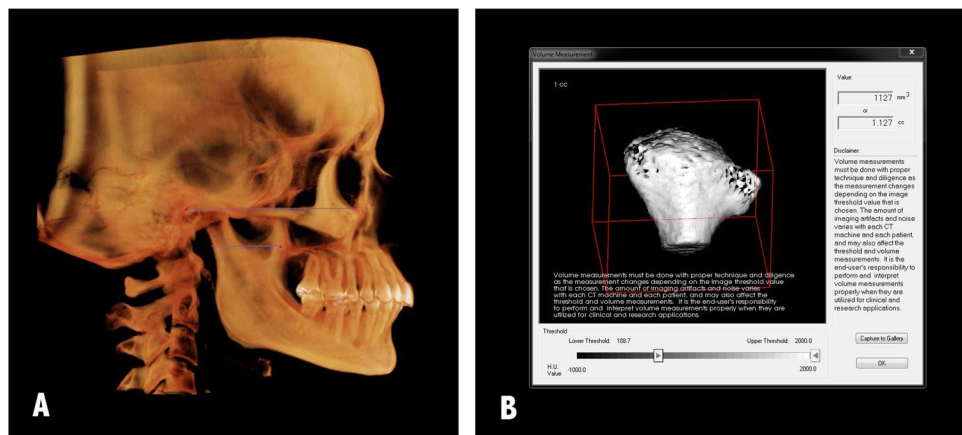 A
Volume Measurement
x
1 cc
Volume measurements must be done with proper technique and diligence
as the measurement changes depending on the image threshold value
that is chosen. The amount of imaging artifacts and noise varies
with each CT machine and each patient, and may also affect the
threshold and volume measurements. It is the end-user's responsibility
to perform and interpret volume measurements properly when they are
utilized for clinical and research applications.
Value
1127 mm3
or
1.127 cc
Disclaimer:
Volume measurements
must be done with proper
technique and diligence as
the measurement changes
depending on the image
threshold value that is
chosen. The amount of
imaging artifacts and noise
varies with each CT
machine and each patient,
and may also affect the
threshold and volume
measurements. It is the
end-user's responsibility to
perform and interpret
volume measurements
properly when they are
utilized for clinical and
research applications.
Threshold
Lower Threshold: 108.7
Upper Threshold: 2000.0
H.U.
Value
-1000.0
2000.0
Capture to Gallery
OK
B